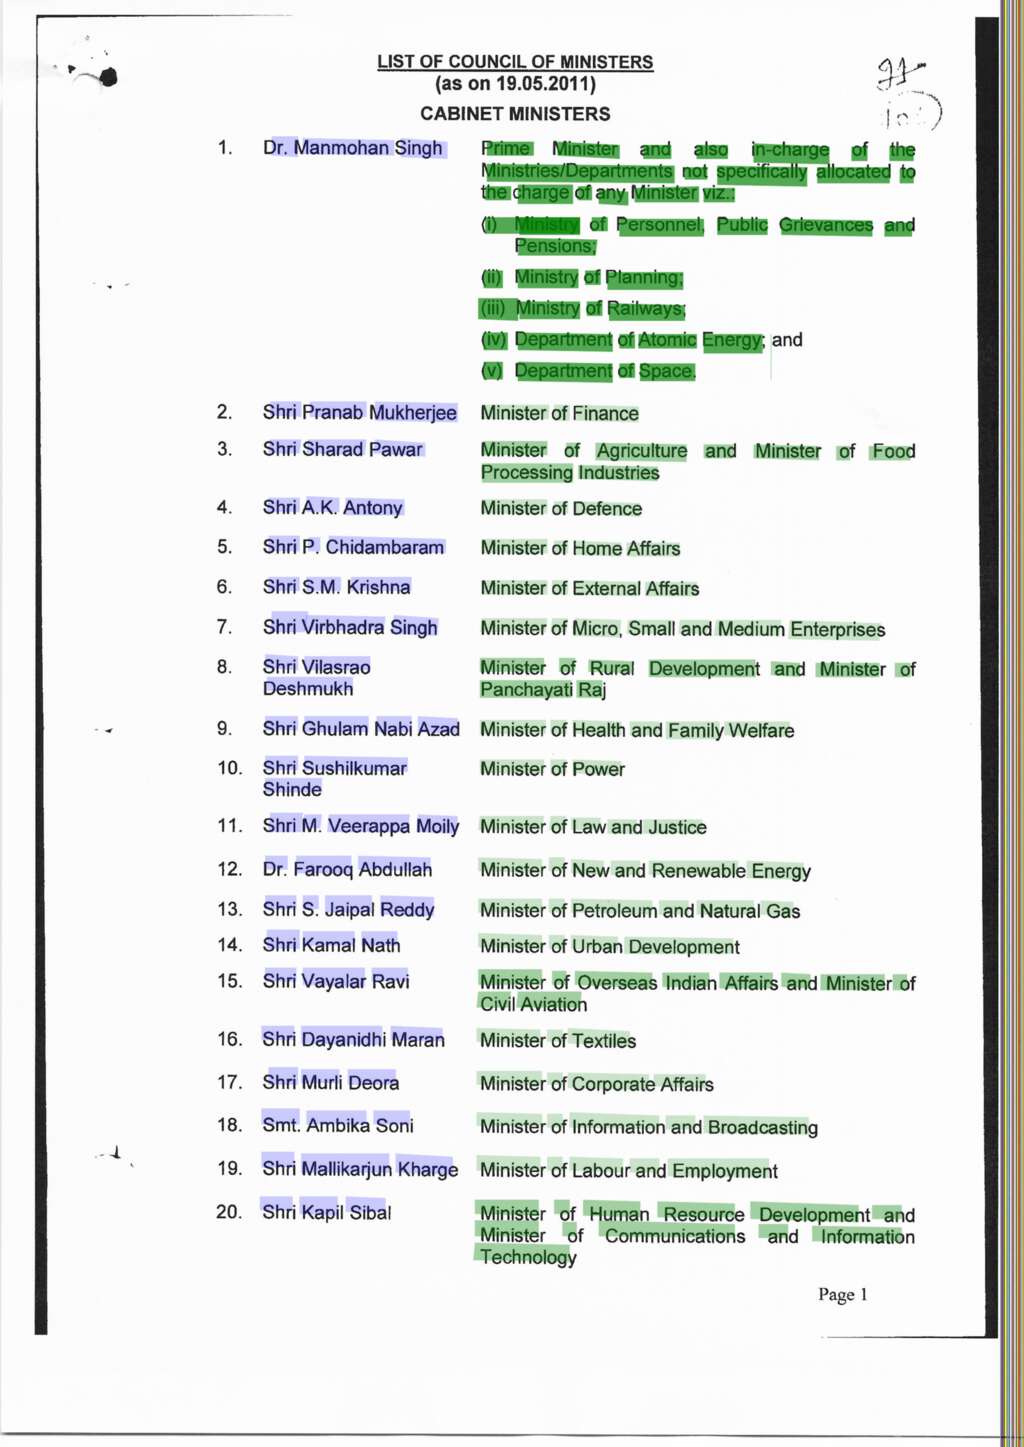 LIST OF COUNCIL OF MINISTERS
(as on 19.05.2011)
CABINET MINISTERS
1. Dr. Manmohan Singh Prime Minister and also in-charge of the
Ministries/Departments not specifically allocated to
the charge of any Minister viz.:
(i) Ministry of Personnel, Public Grievances and
Pensions;
(ii) Ministry of Planning;
(iii) Ministry of Railways;
(iv) Department of Atomic Energy; and
(v) Department of Space.
2. Shri Pranab Mukherjee Minister of Finance
3. Shri Sharad Pawar Minister of Agriculture and Minister of Food
Processing Industries
4. Shri A.K. Antony Minister of Defence
5. Shri P. Chidambaram Minister of Home Affairs
6. Shri S.M. Krishna Minister of External Affairs
7. Shri Virbhadra Singh Minister of Micro, Small and Medium Enterprises
8. Shri Vilasrao Minister of Rural Development and Minister of
Deshmukh Panchayati Raj
9. Shri Ghulam Nabi Azad Minister of Health and Family Welfare
10. Shri Sushilkumar Minister of Power
Shinde
11. Shri M. Veerappa Moily Minister of Law and Justice
12. Dr. Farooq Abdullah Minister of New and Renewable Energy
13. Shri S. Jaipal Reddy Minister of Petroleum and Natural Gas
14. Shri Kamal Nath Minister of Urban Development
15. Shri Vayalar Ravi Minister of Overseas Indian Affairs and Minister of
Civil Aviation
16. Shri Dayanidhi Maran Minister of Textiles
17. Shri Murli Deora Minister of Corporate Affairs
18. Smt. Ambika Soni Minister of Information and Broadcasting
19. Shri Mallikarjun Kharge Minister of Labour and Employment
20. Shri Kapil Sibal Minister of Human Resource Development and
Minister of Communications and Information
Technology
Page 1